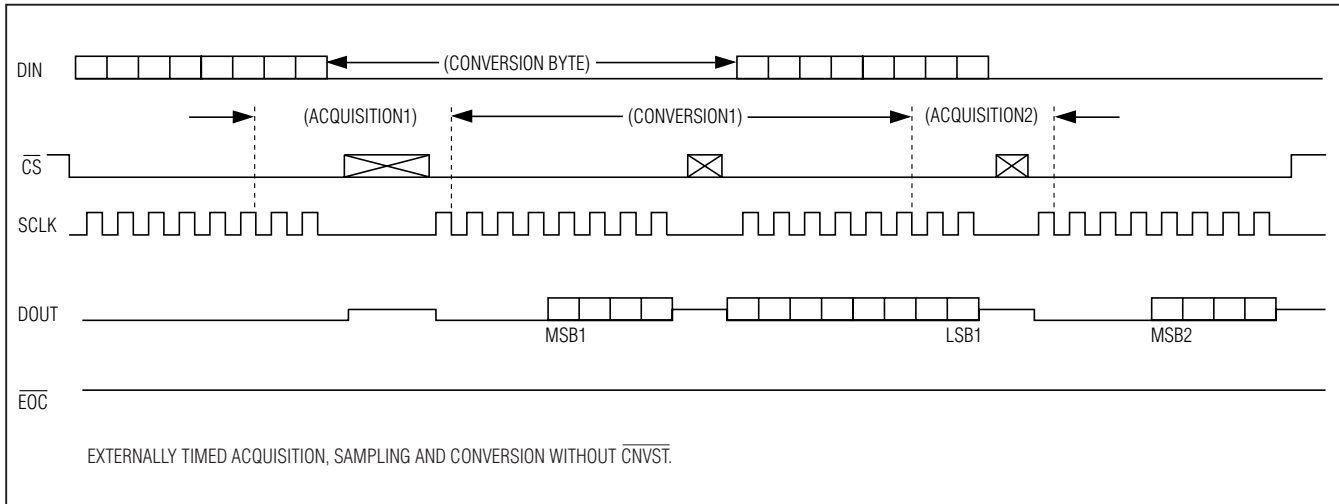 DIN
(CONVERSION BYTE)
(ACQUISITION1)
(CONVERSION1)
(ACQUISITION2)
CS
SCLK
DOUT
MSB1
LSB1
MSB2
EOC
EXTERNALLY TIMED ACQUISITION, SAMPLING AND CONVERSION WITHOUT CNVST.